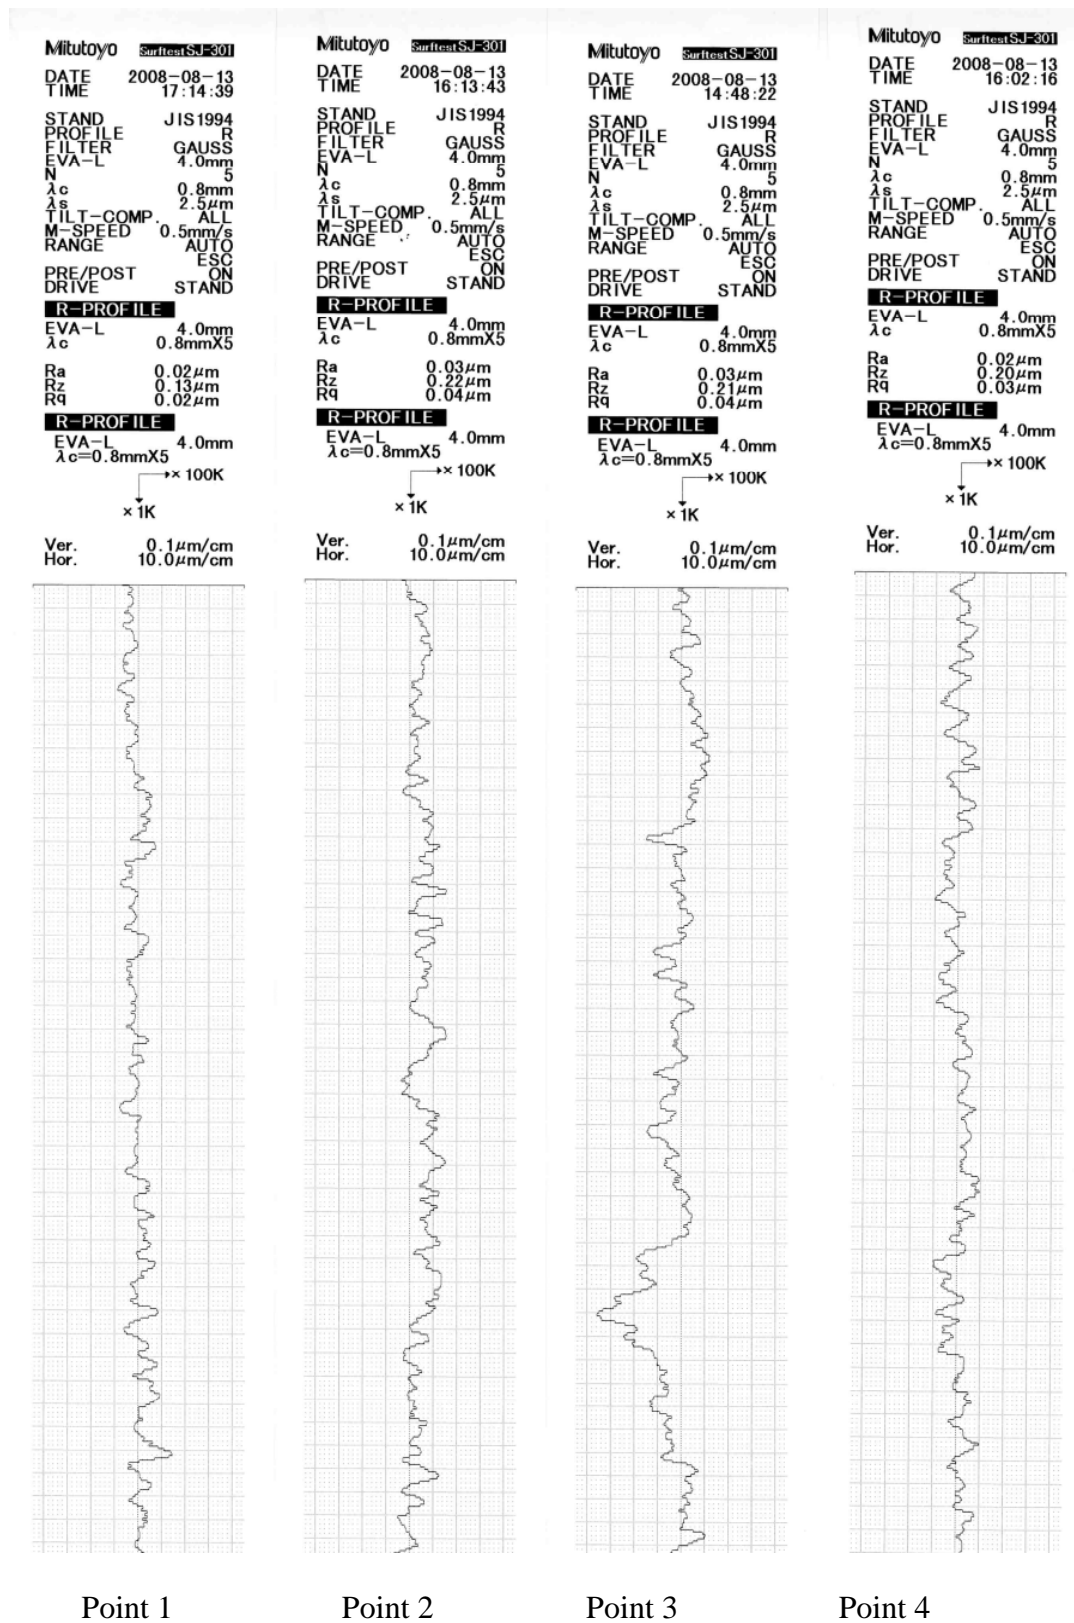 Mitutoyo SurftestSJ-301
DATE 2008-08-13
TIME 17:14:39
STAND JIS1994
PROFILE R
FILTER GAUSS
EVA-L 4.0mm
N 5
λc 0.8mm
λs 2.5μm
TILT-COMP. ALL
M-SPEED 0.5mm/s
RANGE AUTO
ESC
PRE/POST ON
DRIVE STAND
R-PROFILE
EVA-L 4.0mm
λc 0.8mmX5
Ra 0.02μm
Rz 0.13μm
Rq 0.02μm
R-PROFILE
EVA-L 4.0mm
λc=0.8mmX5
× 100K
× 1K
Ver. 0.1μm/cm
Hor. 10.0μm/cm
Point 1
Mitutoyo SurftestSJ-301
DATE 2008-08-13
TIME 16:13:43
STAND JIS1994
PROFILE R
FILTER GAUSS
EVA-L 4.0mm
N 5
λc 0.8mm
λs 2.5μm
TILT-COMP. ALL
M-SPEED 0.5mm/s
RANGE AUTO
ESC
PRE/POST ON
DRIVE STAND
R-PROFILE
EVA-L 4.0mm
λc 0.8mmX5
Ra 0.03μm
Rz 0.22μm
Rq 0.04μm
R-PROFILE
EVA-L 4.0mm
λc=0.8mmX5
× 100K
× 1K
Ver. 0.1μm/cm
Hor. 10.0μm/cm
Point 2
Mitutoyo SurftestSJ-301
DATE 2008-08-13
TIME 14:48:22
STAND JIS1994
PROFILE R
FILTER GAUSS
EVA-L 4.0mm
N 5
λc 0.8mm
λs 2.5μm
TILT-COMP. ALL
M-SPEED 0.5mm/s
RANGE AUTO
ESC
PRE/POST ON
DRIVE STAND
R-PROFILE
EVA-L 4.0mm
λc 0.8mmX5
Ra 0.03μm
Rz 0.21μm
Rq 0.04μm
R-PROFILE
EVA-L 4.0mm
λc=0.8mmX5
× 100K
× 1K
Ver. 0.1μm/cm
Hor. 10.0μm/cm
Point 3
Mitutoyo SurftestSJ-301
DATE 2008-08-13
TIME 16:02:16
STAND JIS1994
PROFILE R
FILTER GAUSS
EVA-L 4.0mm
N 5
λc 0.8mm
λs 2.5μm
TILT-COMP. ALL
M-SPEED 0.5mm/s
RANGE AUTO
ESC
PRE/POST ON
DRIVE STAND
R-PROFILE
EVA-L 4.0mm
λc 0.8mmX5
Ra 0.02μm
Rz 0.20μm
Rq 0.03μm
R-PROFILE
EVA-L 4.0mm
λc=0.8mmX5
× 100K
× 1K
Ver. 0.1μm/cm
Hor. 10.0μm/cm
Point 4